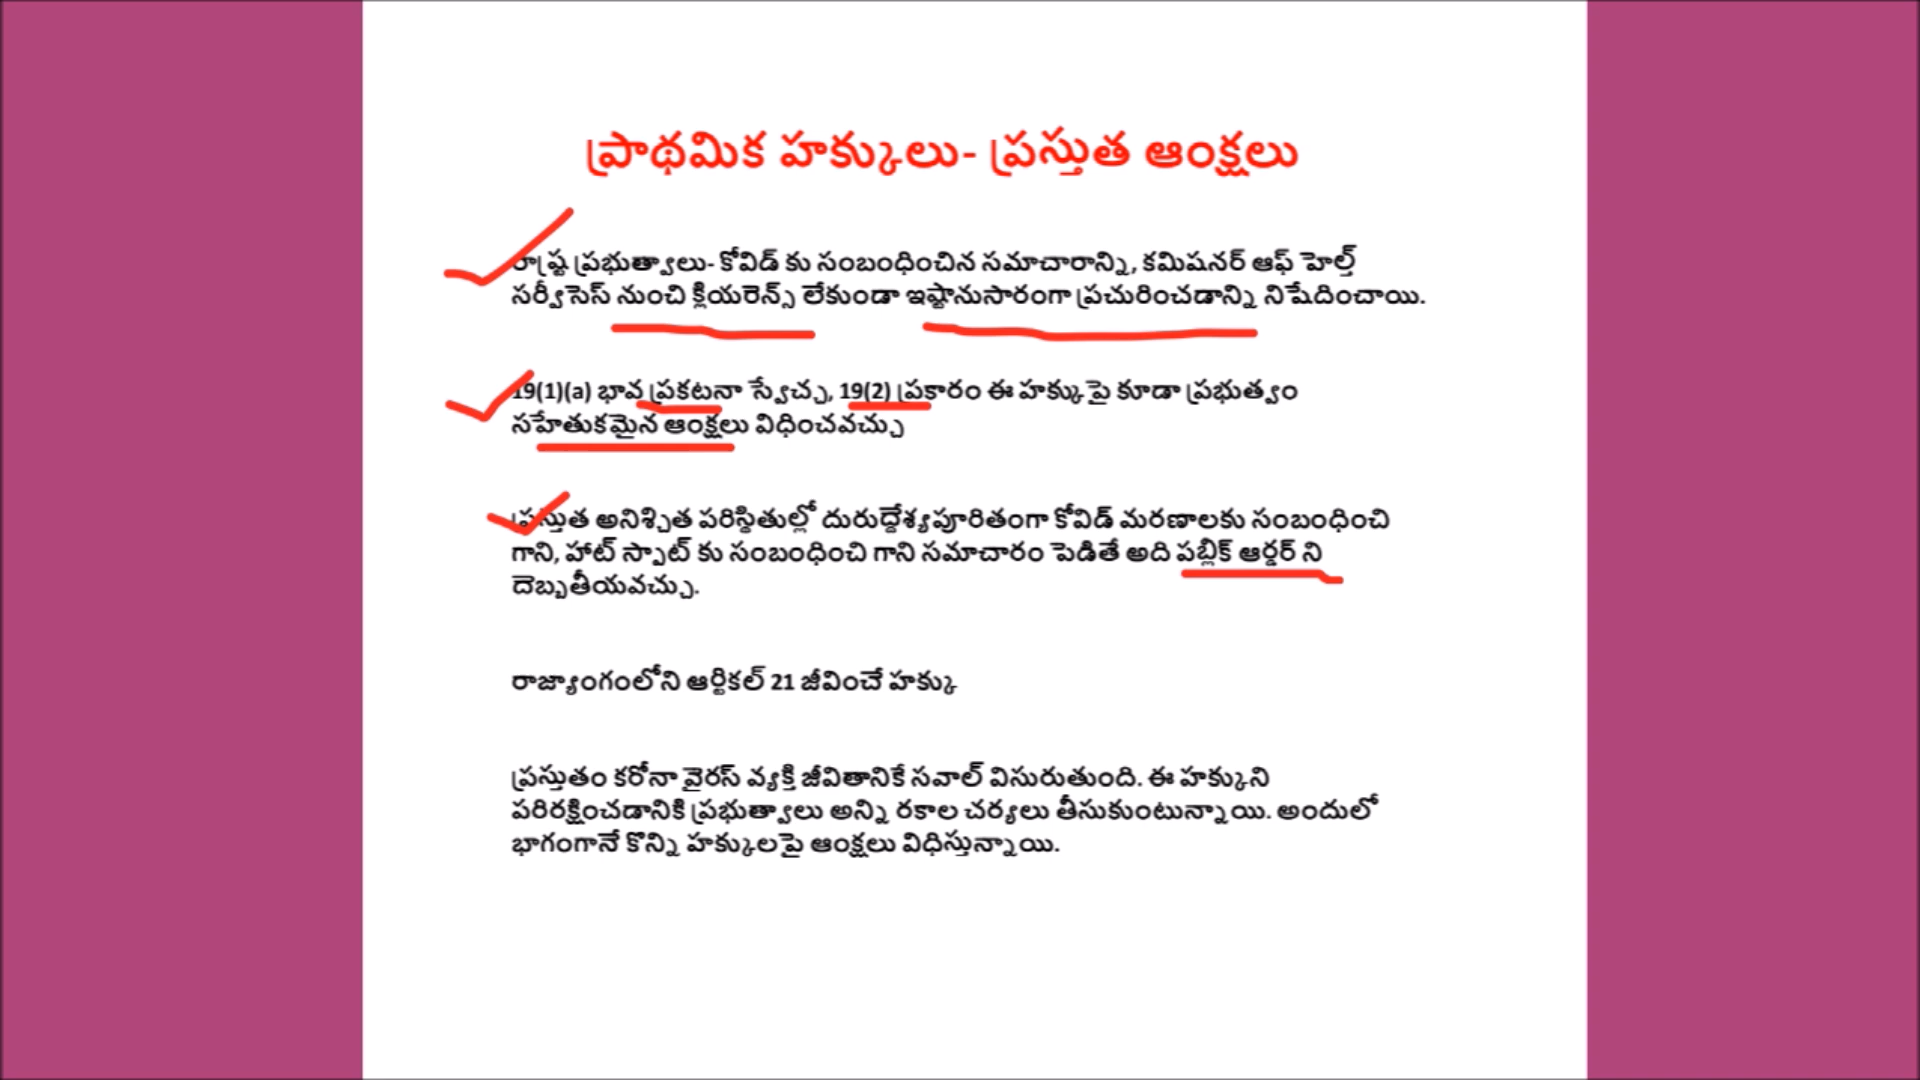 ప్రాథమిక హక్కులు- ప్రస్తుత ఆంక్షలు
రాష్ట్ర ప్రభుత్వాలు- కోవిడ్ కు సంబంధించిన సమాచారాన్ని, కమిషనర్ ఆఫ్ హెల్త్
సర్వీసెస్ నుంచి క్లియరెన్స్ లేకుండా ఇష్టానుసారంగా ప్రచురించడాన్ని నిషేదించాయి.
19(1)(a) భావ ప్రకటనా స్వేచ్ఛ, 19(2) ప్రకారం ఈ హక్కుపై కూడా ప్రభుత్వం
సహేతుకమైన ఆంక్షలు విధించవచ్చు
ప్రస్తుత అనిశ్చిత పరిస్థితుల్లో దురుద్దేశ్యపూరితంగా కోవిడ్ మరణాలకు సంబంధించి
గాని, హాట్ స్పాట్ కు సంబంధించి గాని సమాచారం పెడితే అది పబ్లిక్ ఆర్డర్ ని
దెబ్బతీయవచ్చు.
రాజ్యాంగంలోని ఆర్టికల్ 21 జీవించే హక్కు
ప్రస్తుతం కరోనా వైరస్ వ్యక్తి జీవితానికే సవాల్ విసురుతుంది. ఈ హక్కుని
పరిరక్షించడానికి ప్రభుత్వాలు అన్ని రకాల చర్యలు తీసుకుంటున్నాయి. అందులో
భాగంగానే కొన్ని హక్కులపై ఆంక్షలు విధిస్తున్నాయి.